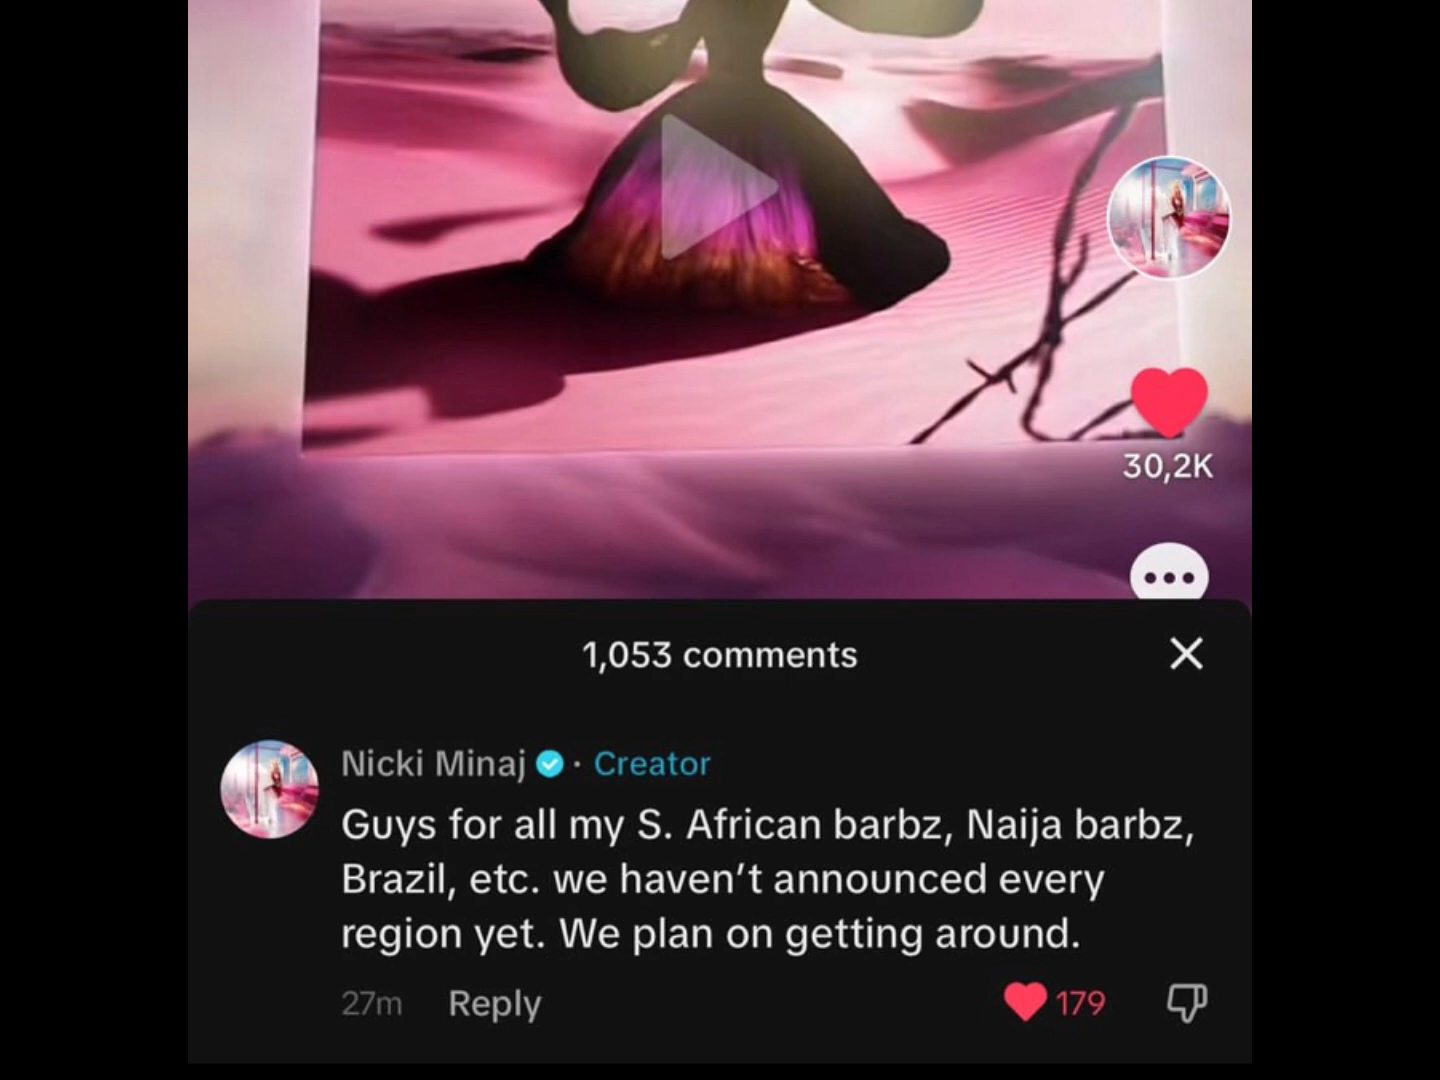 30,2K
1,053 comments
Nicki Minaj · Creator
Guys for all my S. African barbz, Naija barbz,
Brazil, etc. we haven’t announced every
region yet. We plan on getting around.
27m Reply 179